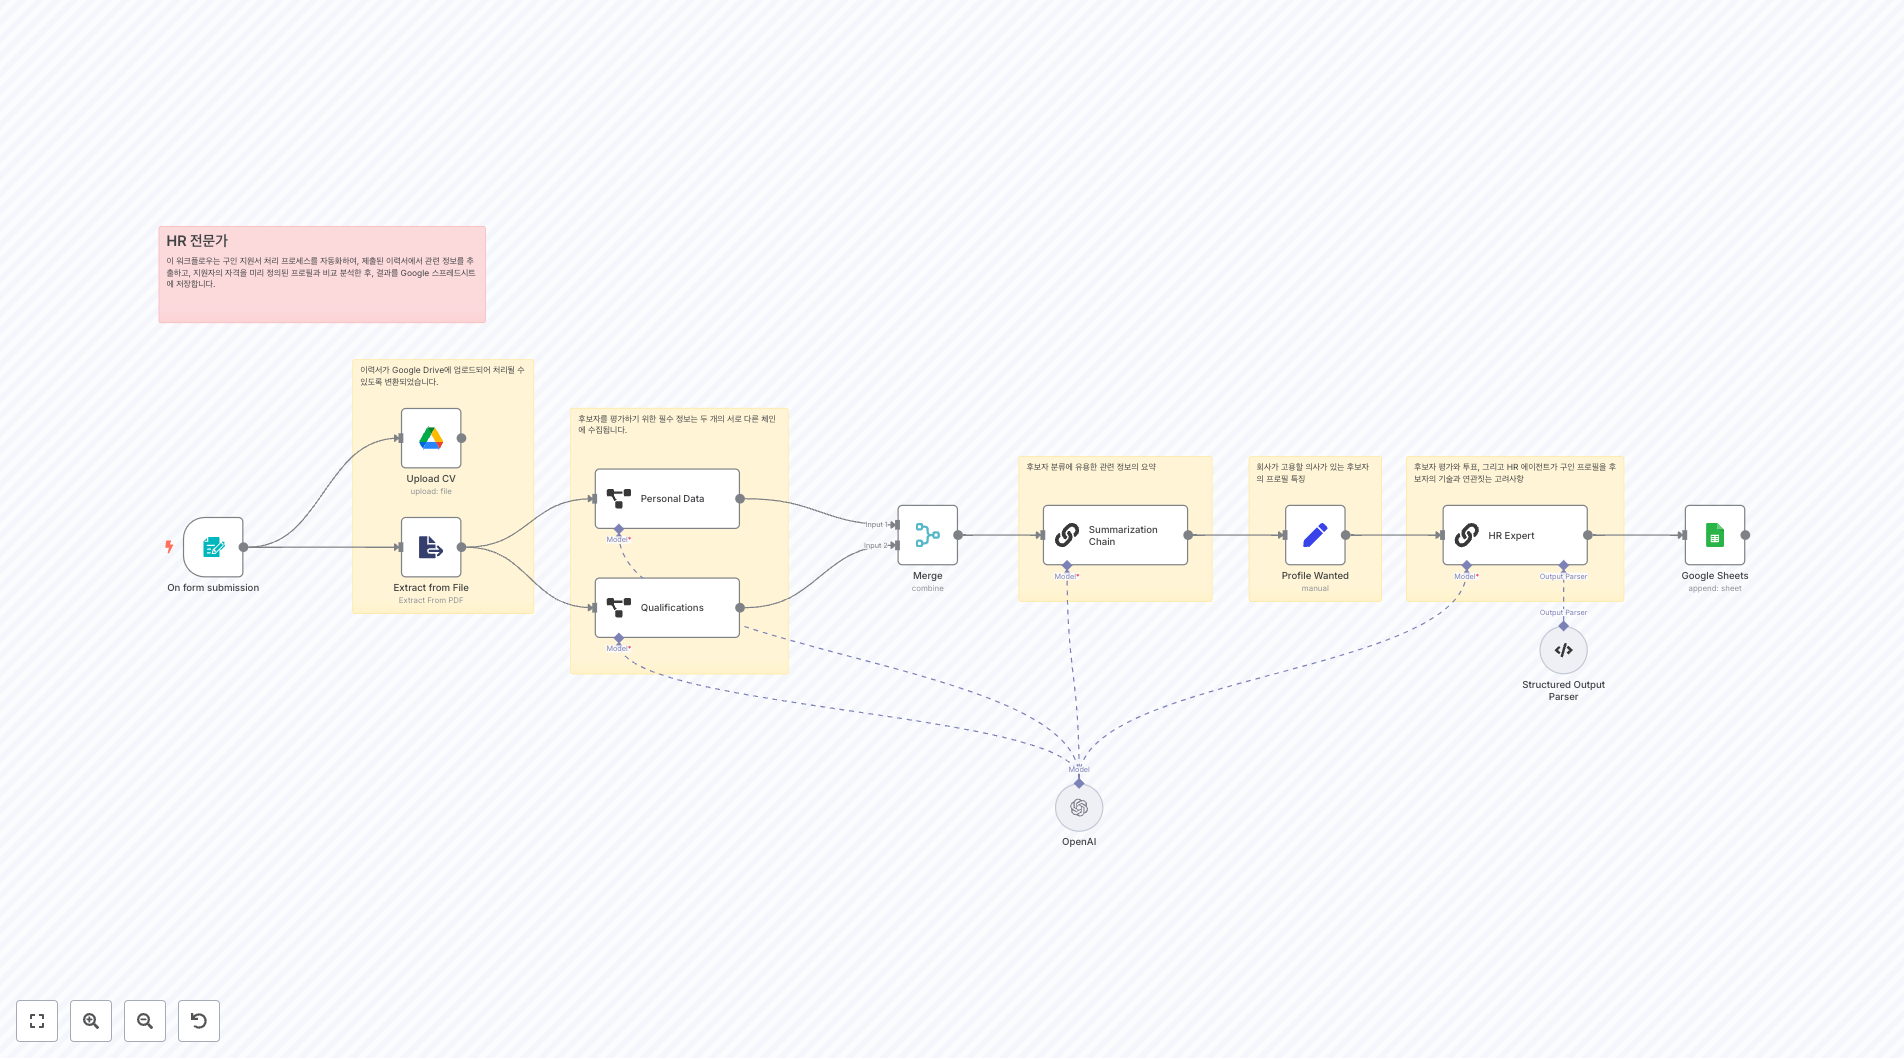 HR 전문가
이 워크플로우는 구인 지원서 처리 프로세스를 자동화하여, 제출된 이력서에서 관련 정보를 추
출하고, 지원자의 자격을 미리 정의된 프로필과 비교 분석한 후, 결과를 Google 스프레드시트
에 저장합니다.
이력서가 Google Drive에 업로드되어 처리될 수
있도록 변환되었습니다.
Upload CV
upload: file
On form submission
Extract from File
Extract From PDF
후보자를 평가하기 위한 필수 정보는 두 개의 서로 다른 체인
에 수집됩니다.
Personal Data
Model*
Qualifications
Model*
Input 1
Input 2
Merge
combine
후보자 분류에 유용한 관련 정보의 요약
Summarization
Chain
Model*
회사가 고용할 의사가 있는 후보자
의 프로필 특징
Profile Wanted
manual
후보자 평가와 투표, 그리고 HR 에이전트가 구인 프로필을 후
보자의 기술과 연관짓는 고려사항
HR Expert
Model*
Output Parser
Output Parser
Structured Output
Parser
Google Sheets
append: sheet
Model
OpenAI